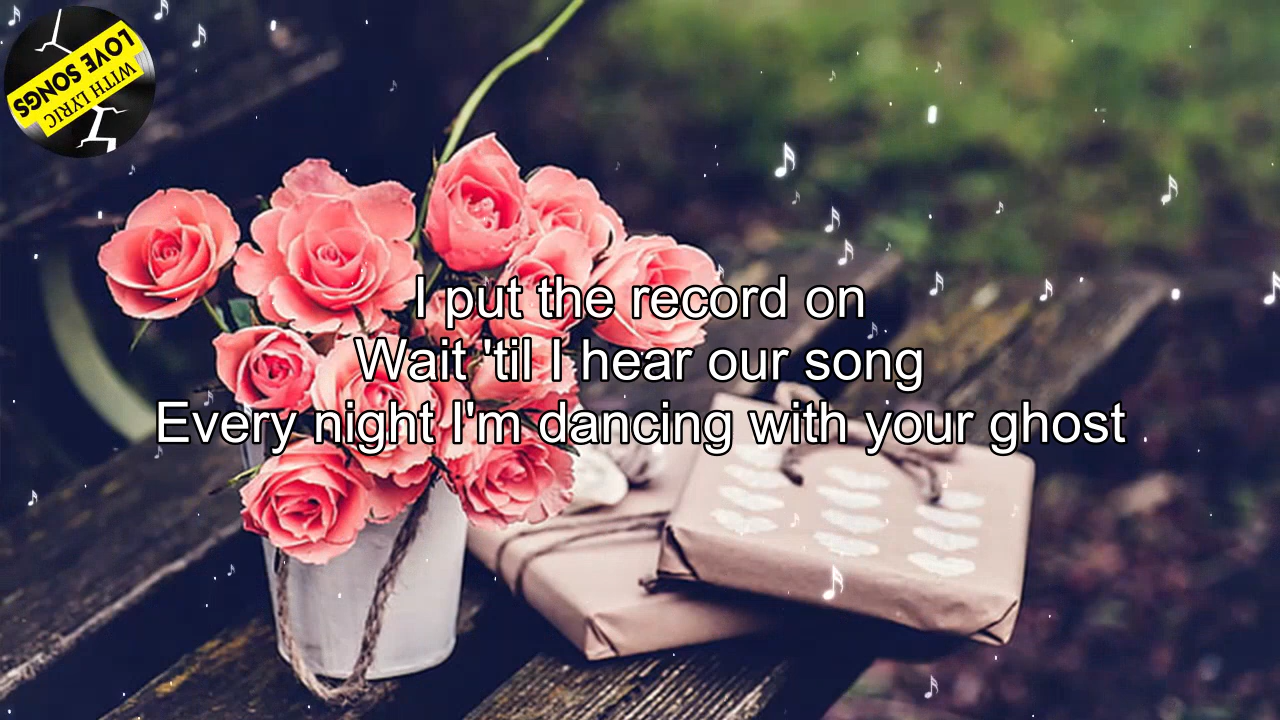 LOVE SONGS
WITH LYRIC
I put the record on
Wait 'til I hear our song
Every night I'm dancing with your ghost